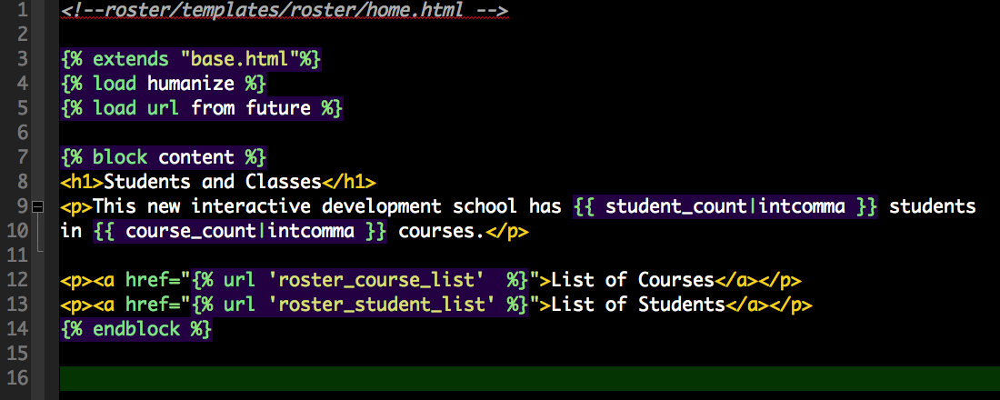 1 <!--roster/templates/roster/home.html -->
2
3 {% extends "base.html"%}
4 {% load humanize %}
5 {% load url from future %}
6
7 {% block content %}
8 <h1>Students and Classes</h1>
9 <p>This new interactive development school has {{ student_count|intcomma }} students
10 in {{ course_count|intcomma }} courses.</p>
11
12 <p><a href="{% url 'roster_course_list'  %}">List of Courses</a></p>
13 <p><a href="{% url 'roster_student_list' %}">List of Students</a></p>
14 {% endblock %}
15
16